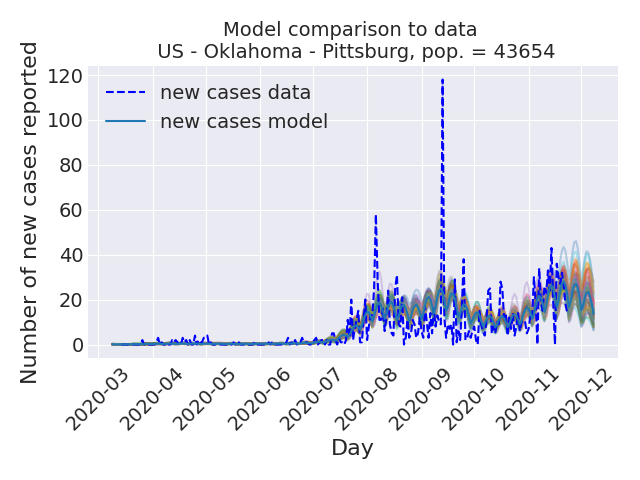 Model comparison to data
US - Oklahoma - Pittsburg, pop. = 43654
Number of new cases reported
120
100
80
60
40
20
0
new cases data
new cases model
2020-03
2020-04
2020-05
2020-06
2020-07
2020-08
2020-09
2020-10
2020-11
2020-12
Day